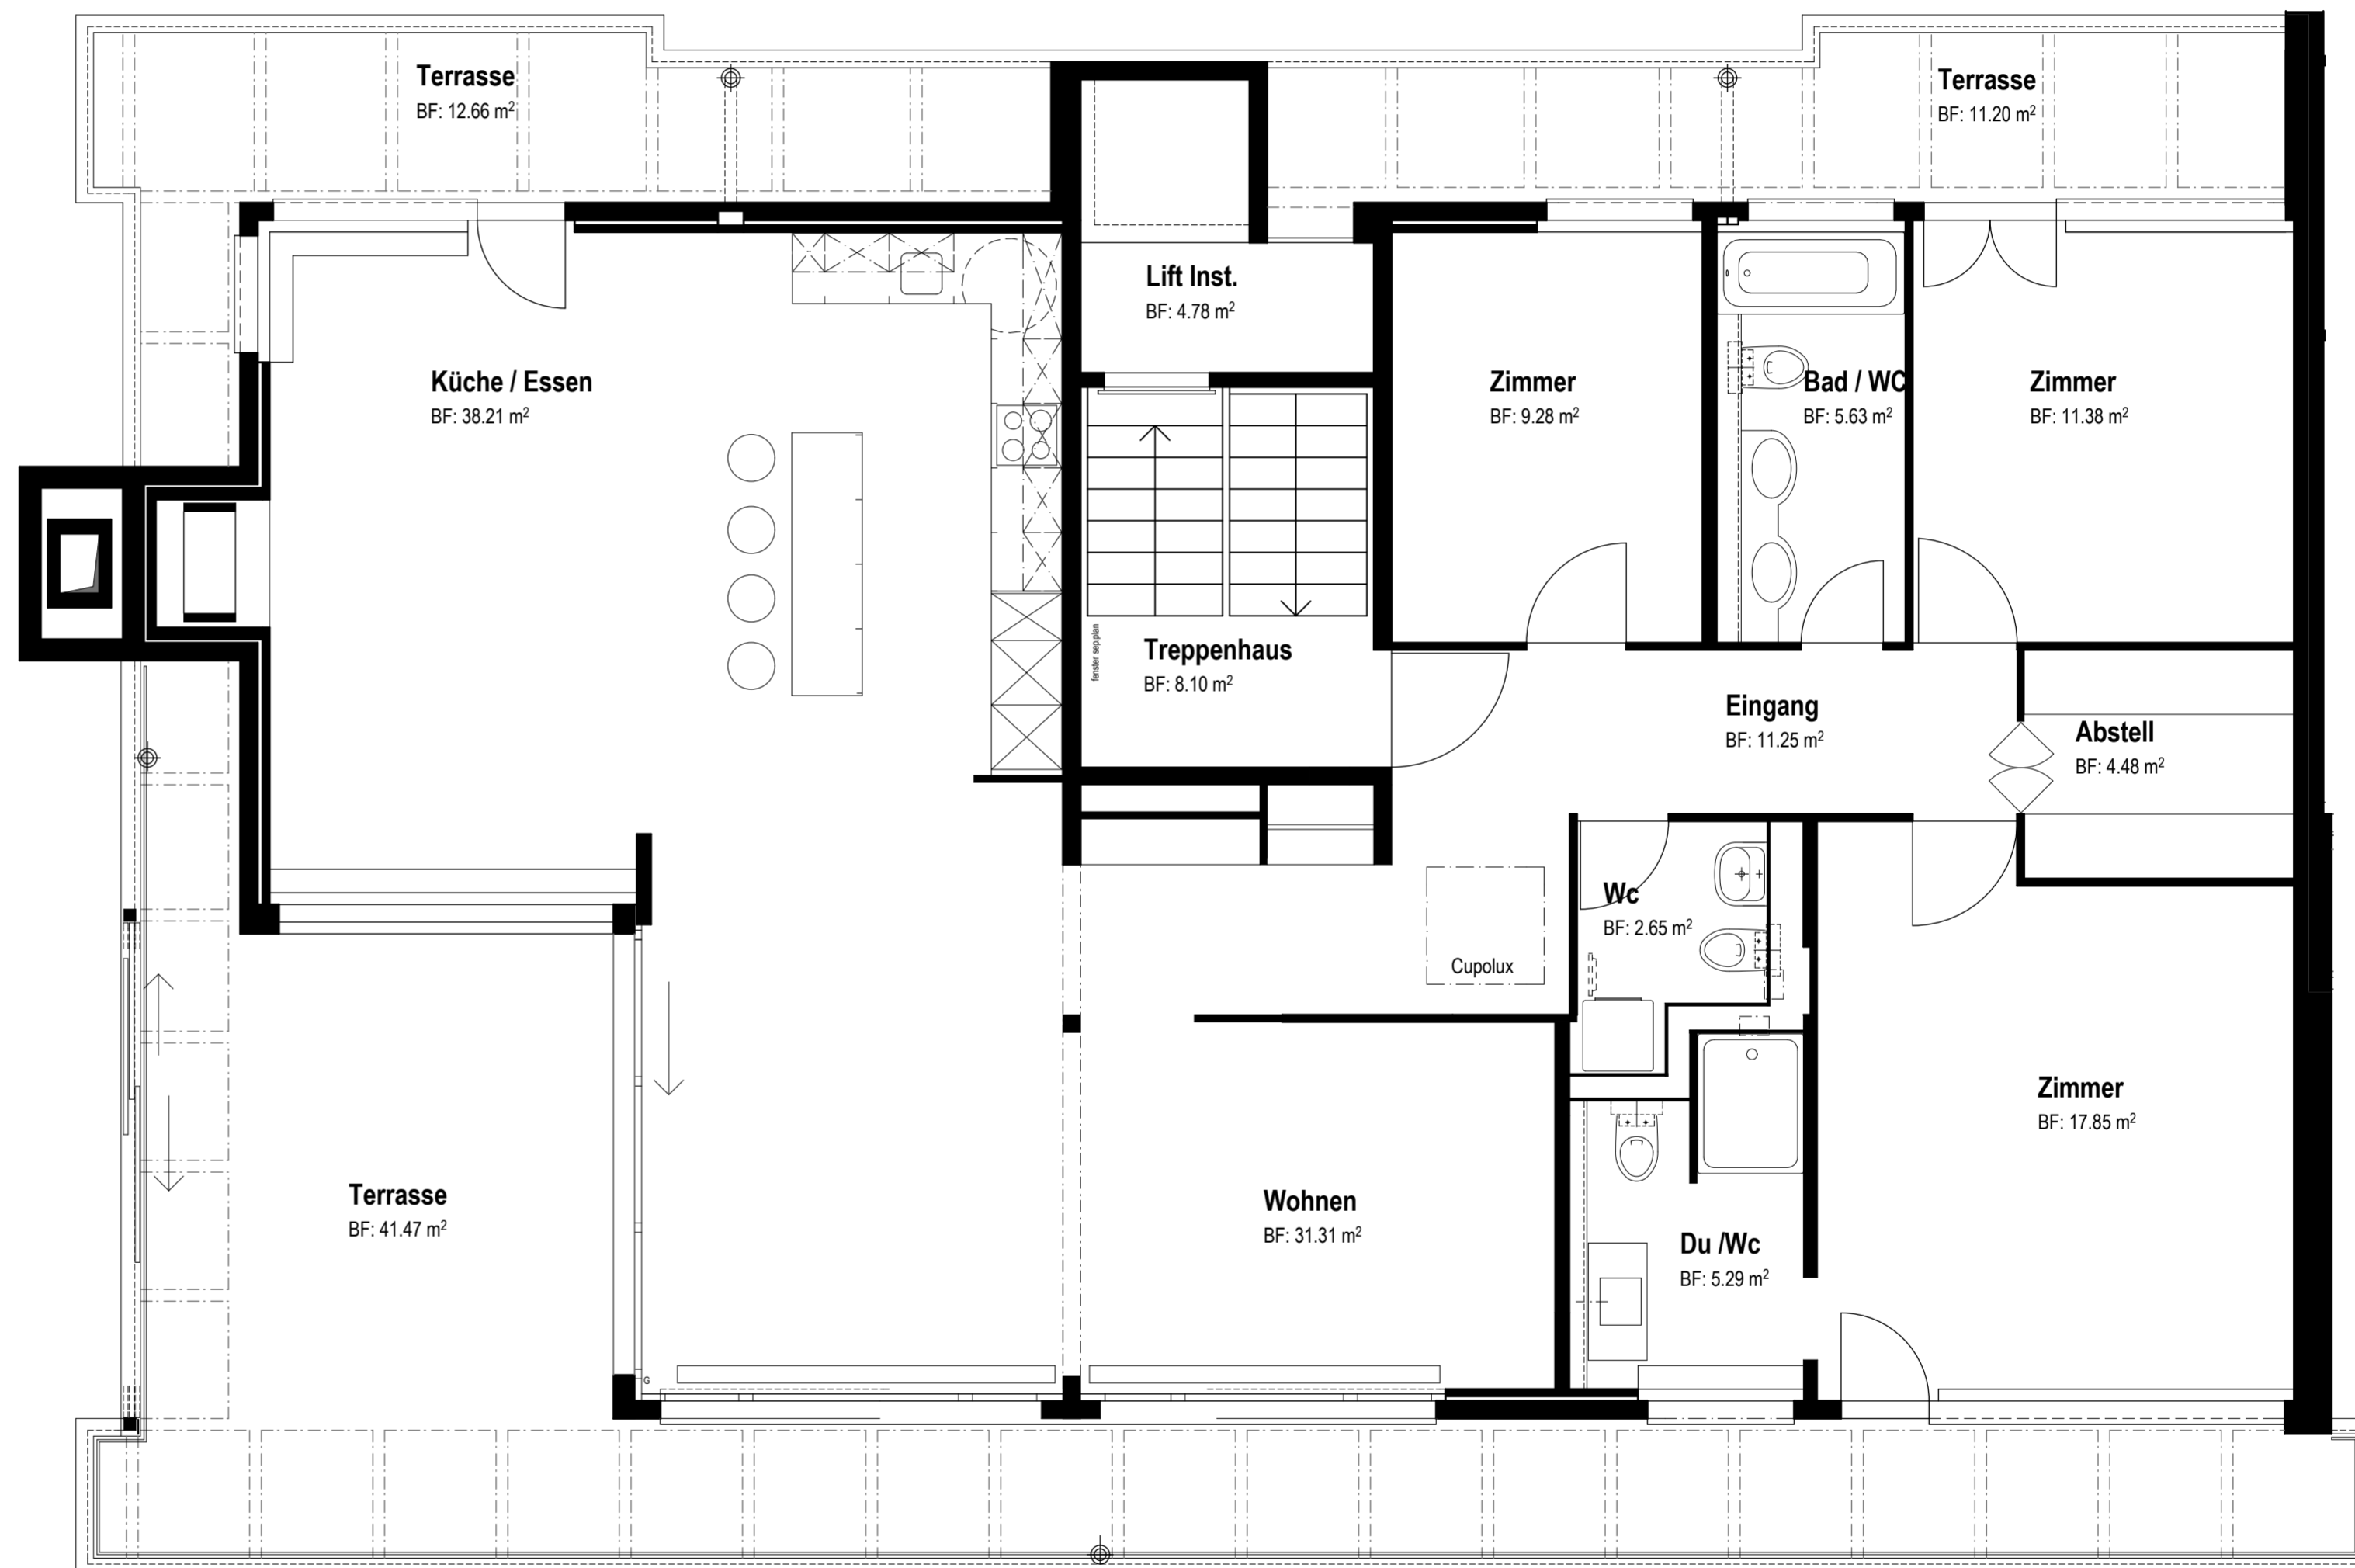 Terrasse
BF: 12.66 m²
Terrasse
BF: 11.20 m²
Lift Inst.
BF: 4.78 m²
Küche / Essen
BF: 38.21 m²
Zimmer
BF: 9.28 m²
Bad / WC
BF: 5.63 m²
Zimmer
BF: 11.38 m²
fenster sep.plan
Treppenhaus
BF: 8.10 m²
Eingang
BF: 11.25 m²
Abstell
BF: 4.48 m²
Wc
BF: 2.65 m²
Cupolux
Zimmer
BF: 17.85 m²
Terrasse
BF: 41.47 m²
Wohnen
BF: 31.31 m²
Du /Wc
BF: 5.29 m²
G